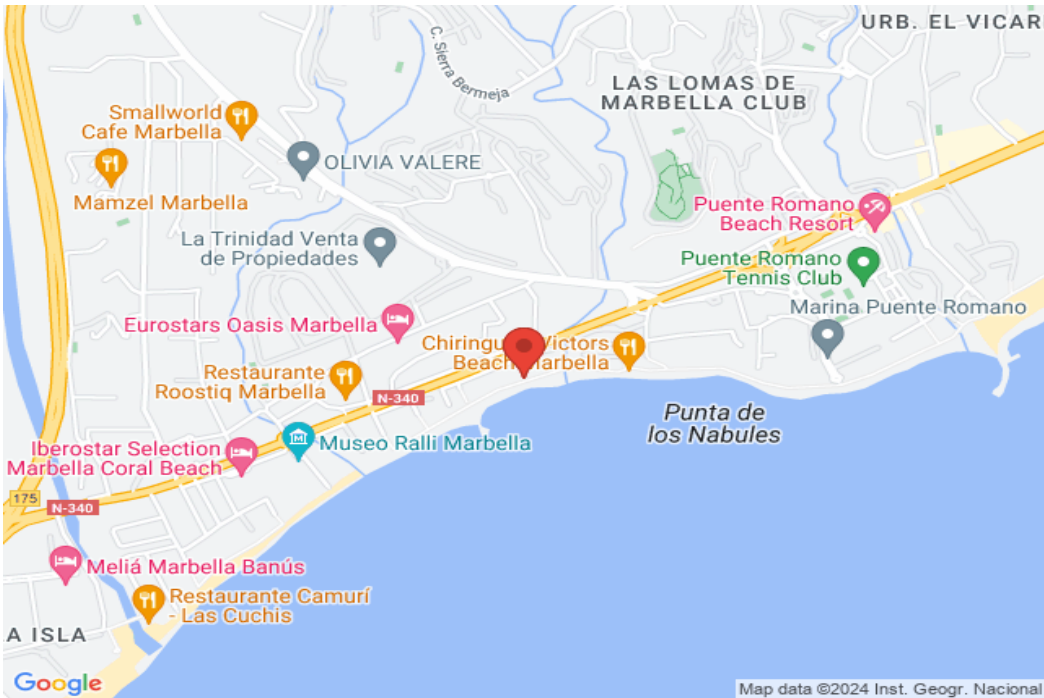 URB. EL VICAR
C. Sierra Bermeja
LAS LOMAS DE
MARBELLA CLUB
Smallworld
Cafe Marbella
OLIVIA VALERE
Mamzel Marbella
Puente Romano
Beach Resort
La Trinidad Venta
de Propiedades
Puente Romano
Tennis Club
Marina Puente Romano
Eurostars Oasis Marbella
Victors
Beach Marbella
Restaurante
Roostiq Marbella
N-340
Punta de
los Nabules
Museo Ralli Marbella
Iberostar Selection
Marbella Coral Beach
175
N-340
Meliá Marbella Banús
Restaurante Camurí
- Las Cuchis
A ISLA
Google
Map data ©2024 Inst. Geogr. Nacional